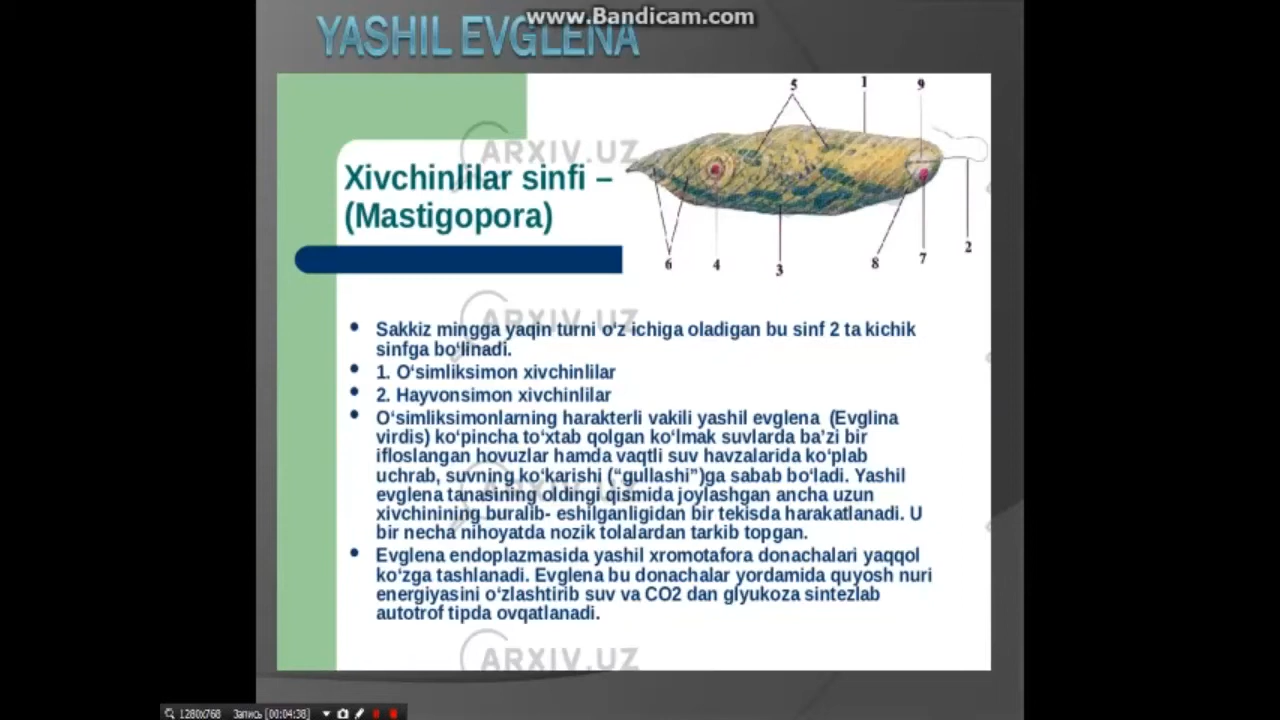 www.Bandicam.com
YASHIL EVGLENA
5 1 9
ARXIV.UZ
Xivchinlilar sinfi –
(Mastigopora)
6 4 3 8 7 2
ARXIV.UZ
Sakkiz mingga yaqin turni o‘z ichiga oladigan bu sinf 2 ta kichik
sinfga bo‘linadi.
1. O‘simliksimon xivchinlilar
2. Hayvonsimon xivchinlilar
O‘simliksimonlarning harakterli vakili yashil evglena (Evglina
virdis) ko‘pincha to‘xtab qolgan ko‘lmak suvlarda ba’zi bir
ifloslangan hovuzlar hamda vaqtli suv havzalarida ko‘plab
uchrab, suvning ko‘karishi (“gullashi”)ga sabab bo‘ladi. Yashil
ARXIV.UZ
evglena tanasining oldingi qismida joylashgan ancha uzun
xivchinining buralib- eshilganligidan bir tekisda harakatlanadi. U
bir necha nihoyatda nozik tolalardan tarkib topgan.
Evglena endoplazmasida yashil xromotafora donachalari yaqqol
ko‘zga tashlanadi. Evglena bu donachalar yordamida quyosh nuri
energiyasini o‘zlashtirib suv va CO2 dan glyukoza sintezlab
autotrof tipda ovqatlanadi.
ARXIV.UZ
1280x768 Запись [00:04:38]